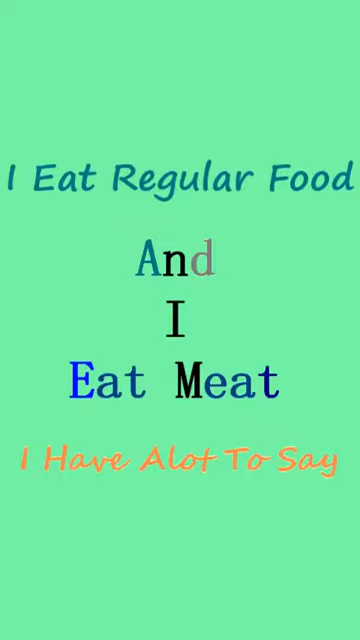 I Eat Regular Food
And
I
Eat Meat
I Have Alot To Say